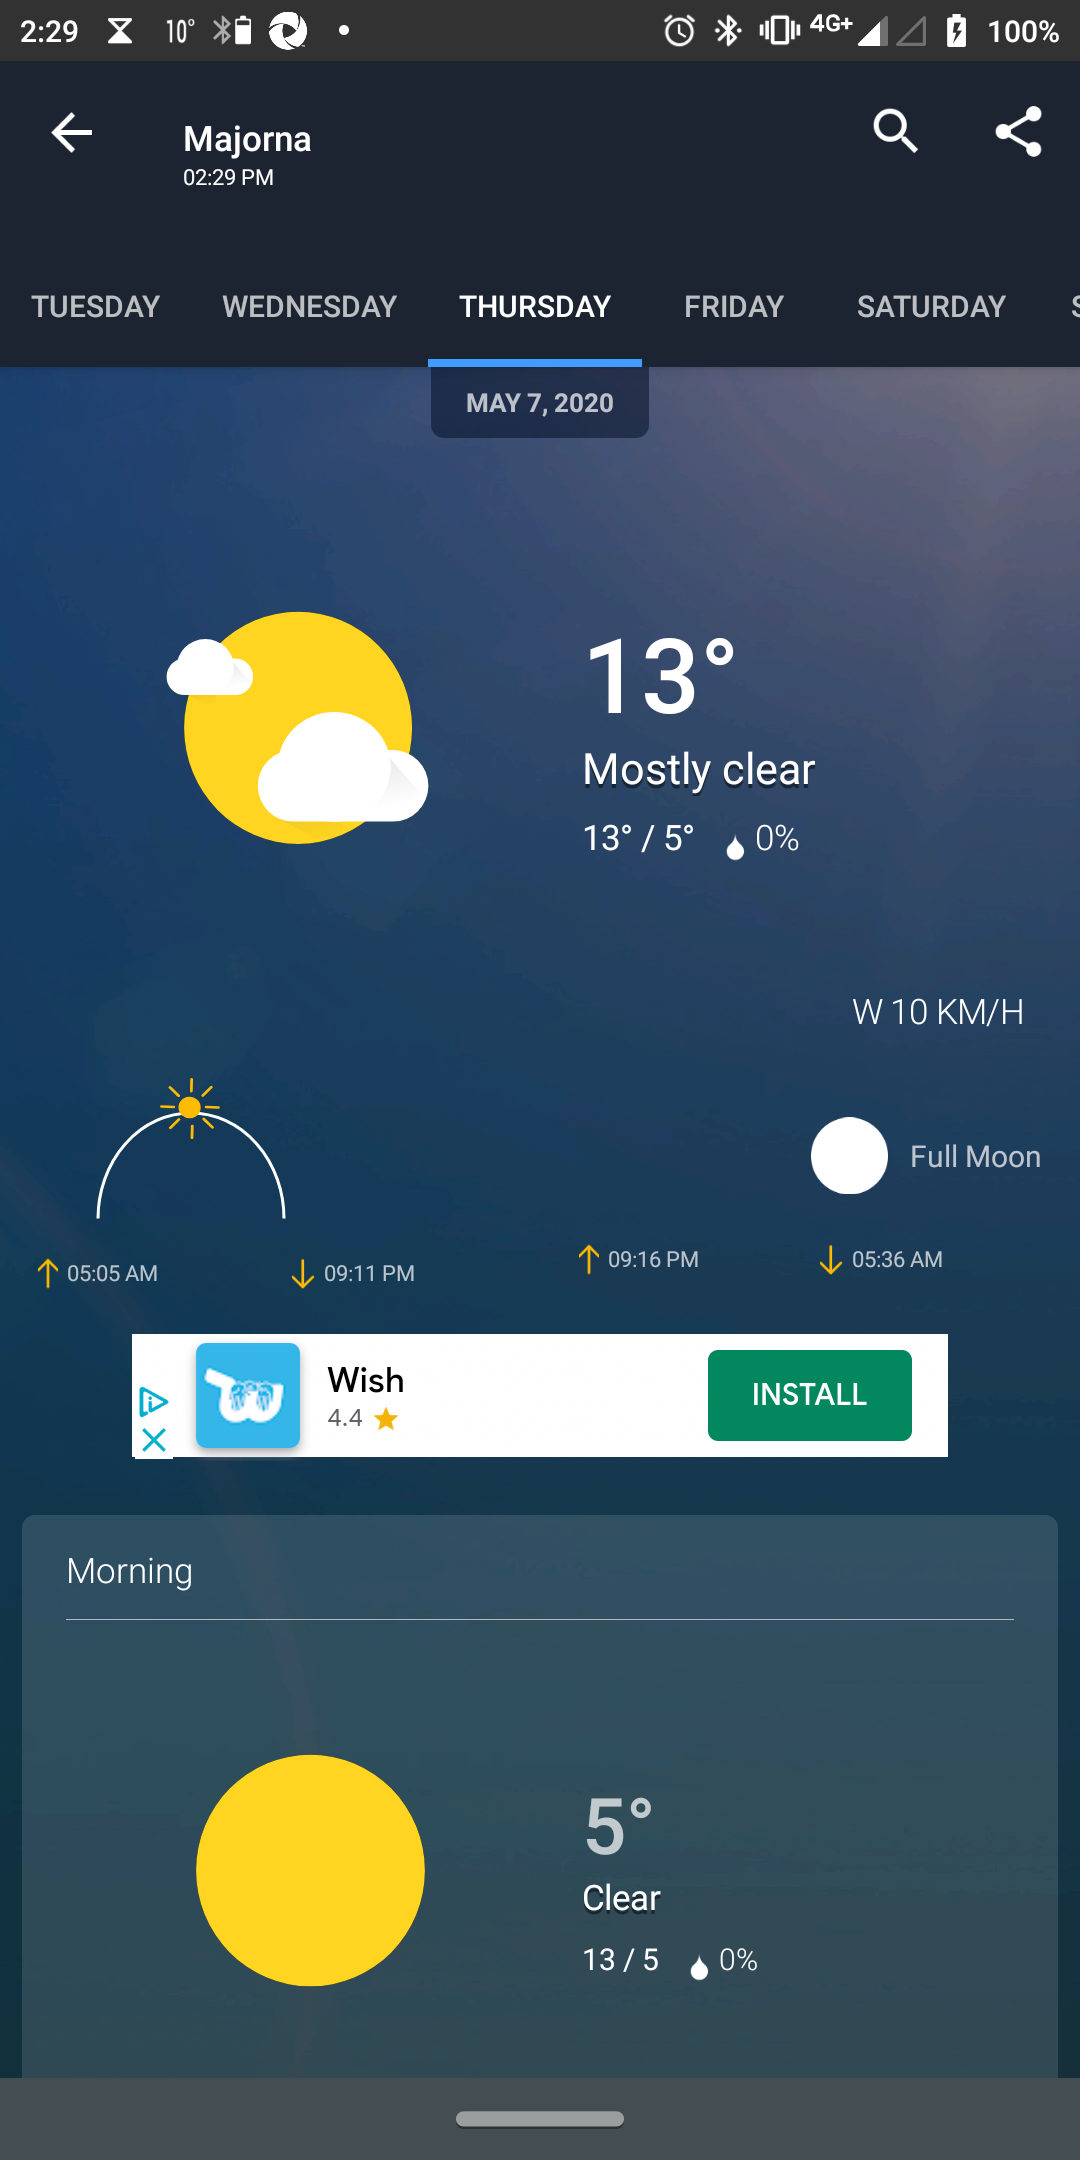 2:29 10° 4G+ 100%
Majorna
02:29 PM
TUESDAY WEDNESDAY THURSDAY FRIDAY SATURDAY S
MAY 7, 2020
13°
Mostly clear
13° / 5° 0%
W 10 KM/H
Full Moon
05:05 AM 09:11 PM 09:16 PM 05:36 AM
Wish
4.4
INSTALL
Morning
5°
Clear
13 / 5 0%